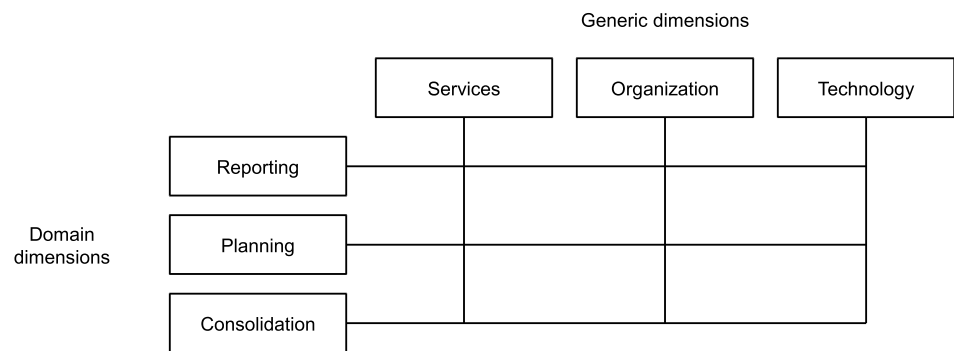 Generic dimensions
Services
Organization
Technology
Reporting
Domain
dimensions
Planning
Consolidation